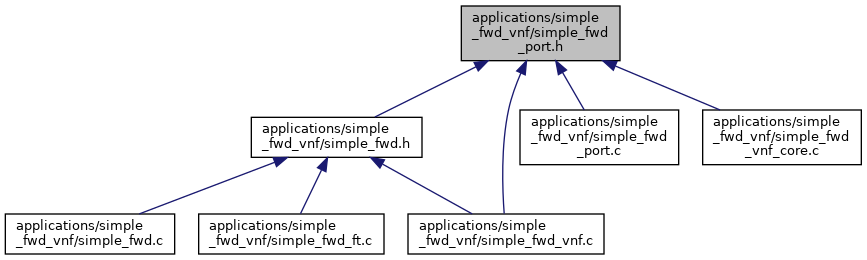 applications/simple
_fwd_vnf/simple_fwd
_port.h
applications/simple
_fwd_vnf/simple_fwd.h
applications/simple
_fwd_vnf/simple_fwd
_port.c
applications/simple
_fwd_vnf/simple_fwd
_vnf_core.c
applications/simple
_fwd_vnf/simple_fwd.c
applications/simple
_fwd_vnf/simple_fwd_ft.c
applications/simple
_fwd_vnf/simple_fwd_vnf.c